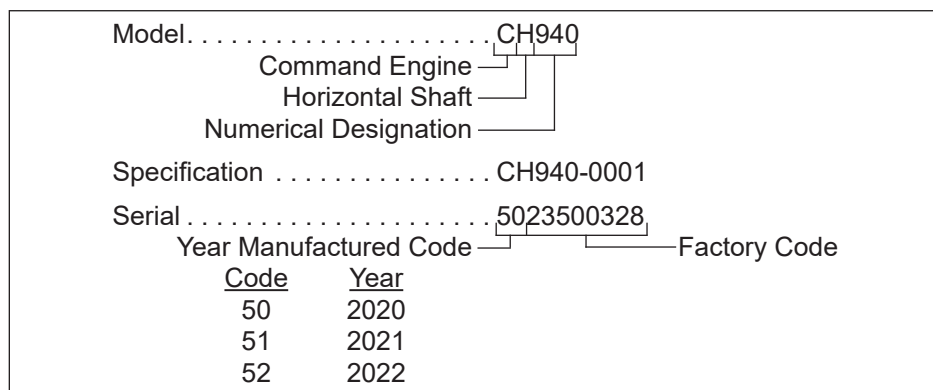 Model. . . . . . . . . . . . . . . . . . . . . CH940
Command Engine
Horizontal Shaft
Numerical Designation
Specification . . . . . . . . . . . . . . . CH940-0001
Serial . . . . . . . . . . . . . . . . . . . . . 5023500328
Year Manufactured Code Factory Code
Code Year
50 2020
51 2021
52 2022